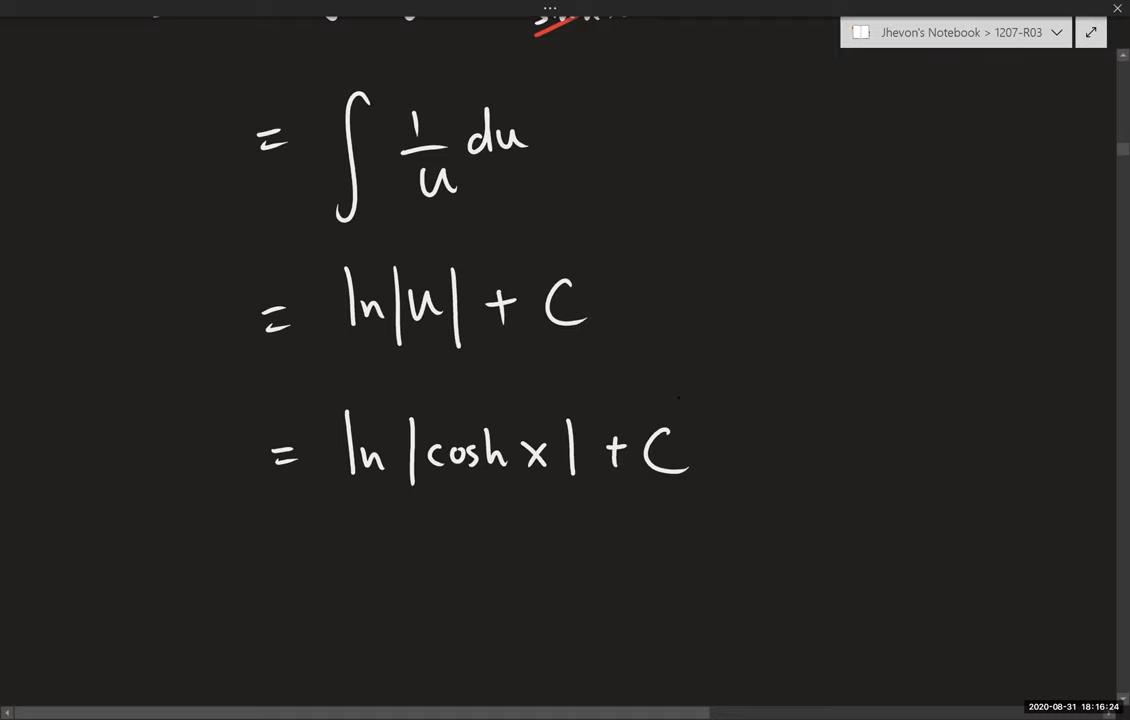 Jhevon's Notebook > 1207-R03
= ∫ 1/u du
= ln|u| + C
= ln|cosh x| + C
2020-08-31 18:16:24